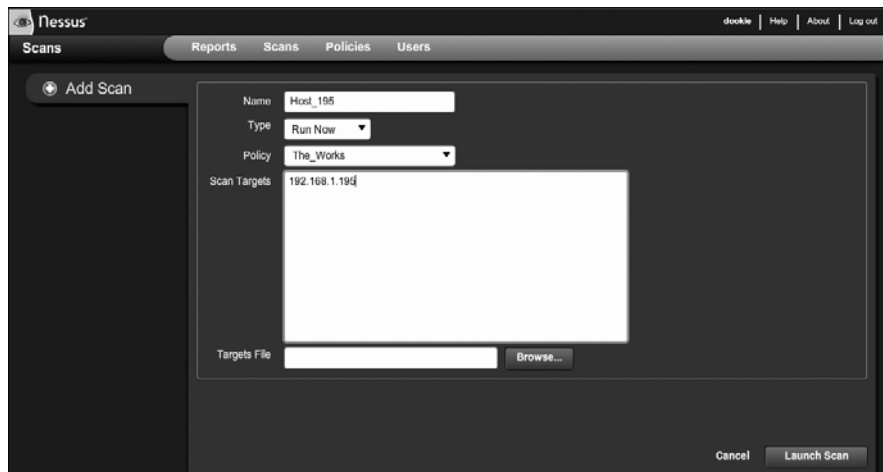 Nessus
dookie | Help | About | Log out
Scans
Reports Scans Policies Users
Add Scan
Name Host_195
Type Run Now
Policy The_Works
Scan Targets 192.168.1.195
Targets File Browse...
Cancel Launch Scan